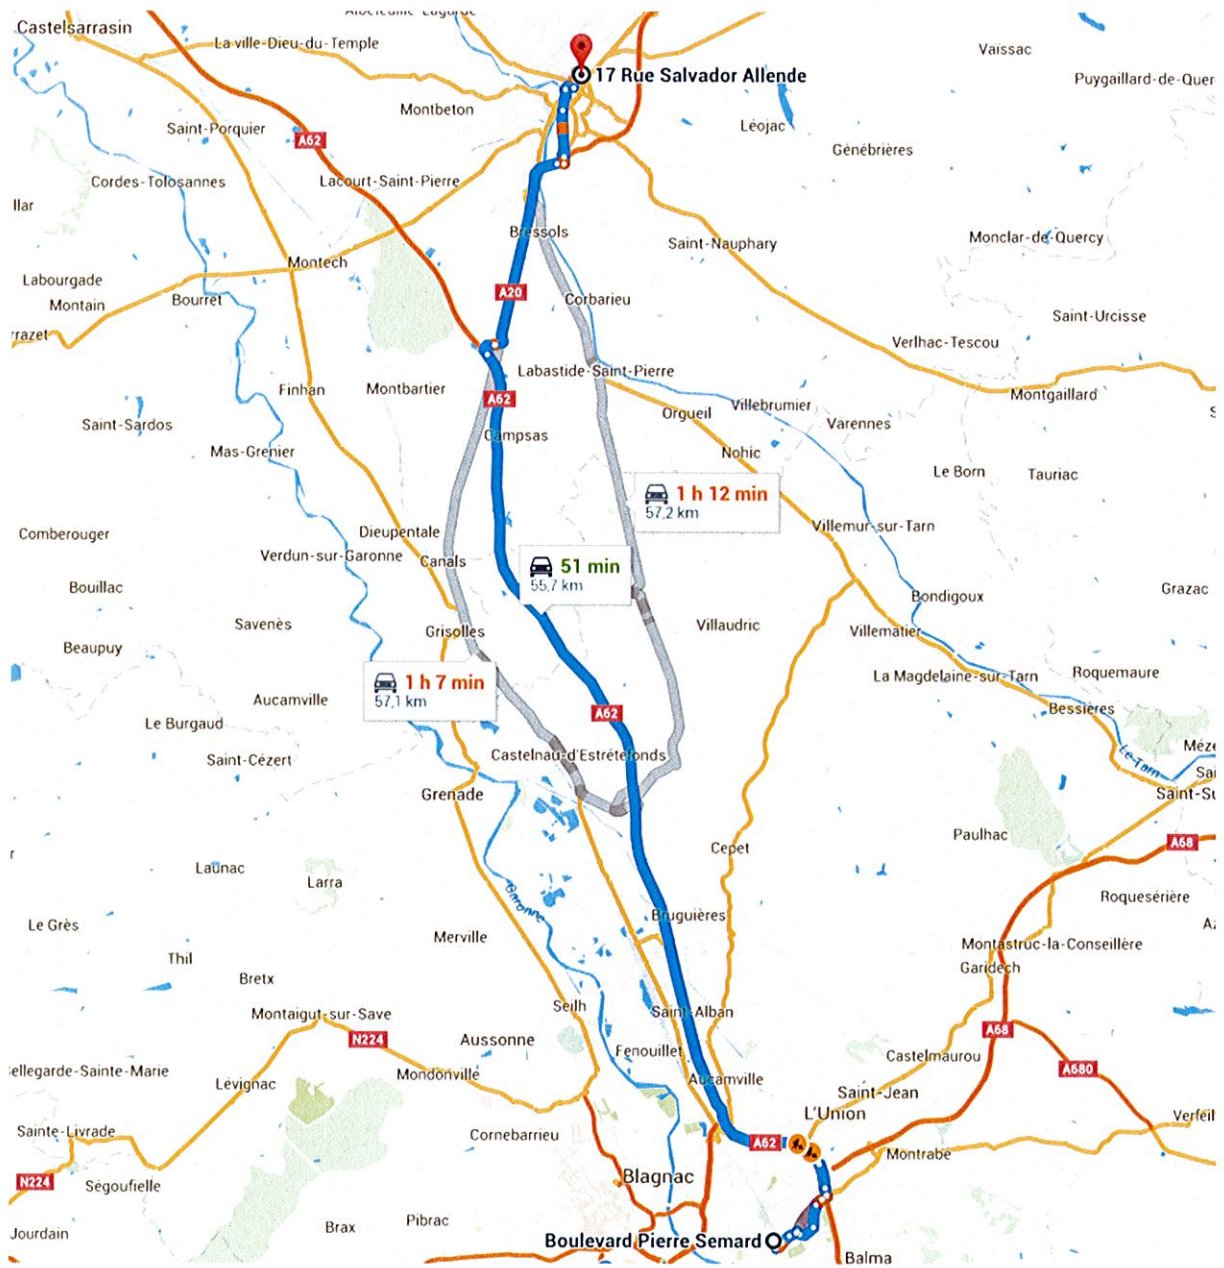 Castelsarrasin
La ville-Dieu-du-Temple
Vaïssac
17 Rue Salvador Allende
Montbeton
Saint-Porquier
Léojac
A62
Génébrières
Cordes-Tolosannes
Lacourt-Saint-Pierre
Bressols
Saint-Nauphary
Monclar-de-Quercy
Montech
Labourgade
Montain
Bourret
A20
Corbarieu
Saint-Urcisse
Verlhac-Tescou
Labastide-Saint-Pierre
Finhan
Montbartier
A62
Montgaillard
Orgueil
Villebrumier
Varennes
Saint-Sardos
Campsas
Mas-Grenier
Nohic
Le Born
Tauriac
1 h 12 min
57,2 km
Comberouger
Dieupentale
Villemur-sur-Tarn
Verdun-sur-Garonne
Canals
51 min
55,7 km
Bouillac
Grazac
Bondigoux
Savenès
Grisolles
Villaudric
Villematier
Beaupuy
La Magdelaine-sur-Tarn
Roquemaure
1 h 7 min
57,1 km
Aucamville
Bessières
Le Burgaud
A62
Castelnau-d'Estrétefonds
Saint-Cézert
Le Tarn
Grenade
Paulhac
A68
Cepet
Launac
Larra
Garonne
Roquesérière
Le Grès
Bruguières
Merville
Montastruc-la-Conseillère
Thil
Garidech
Bretx
Seilh
Montaigut-sur-Save
Saint-Alban
N224
A68
Aussonne
Fenouillet
Castelmaurou
A680
ellegarde-Sainte-Marie
Lévignac
Mondonville
Aucamville
Saint-Jean
L'Union
Verfeil
Sainte-Livrade
Cornebarrieu
A62
Montrabé
N224
Ségoufielle
Blagnac
Jourdain
Brax
Pibrac
Boulevard Pierre Semard
Balma